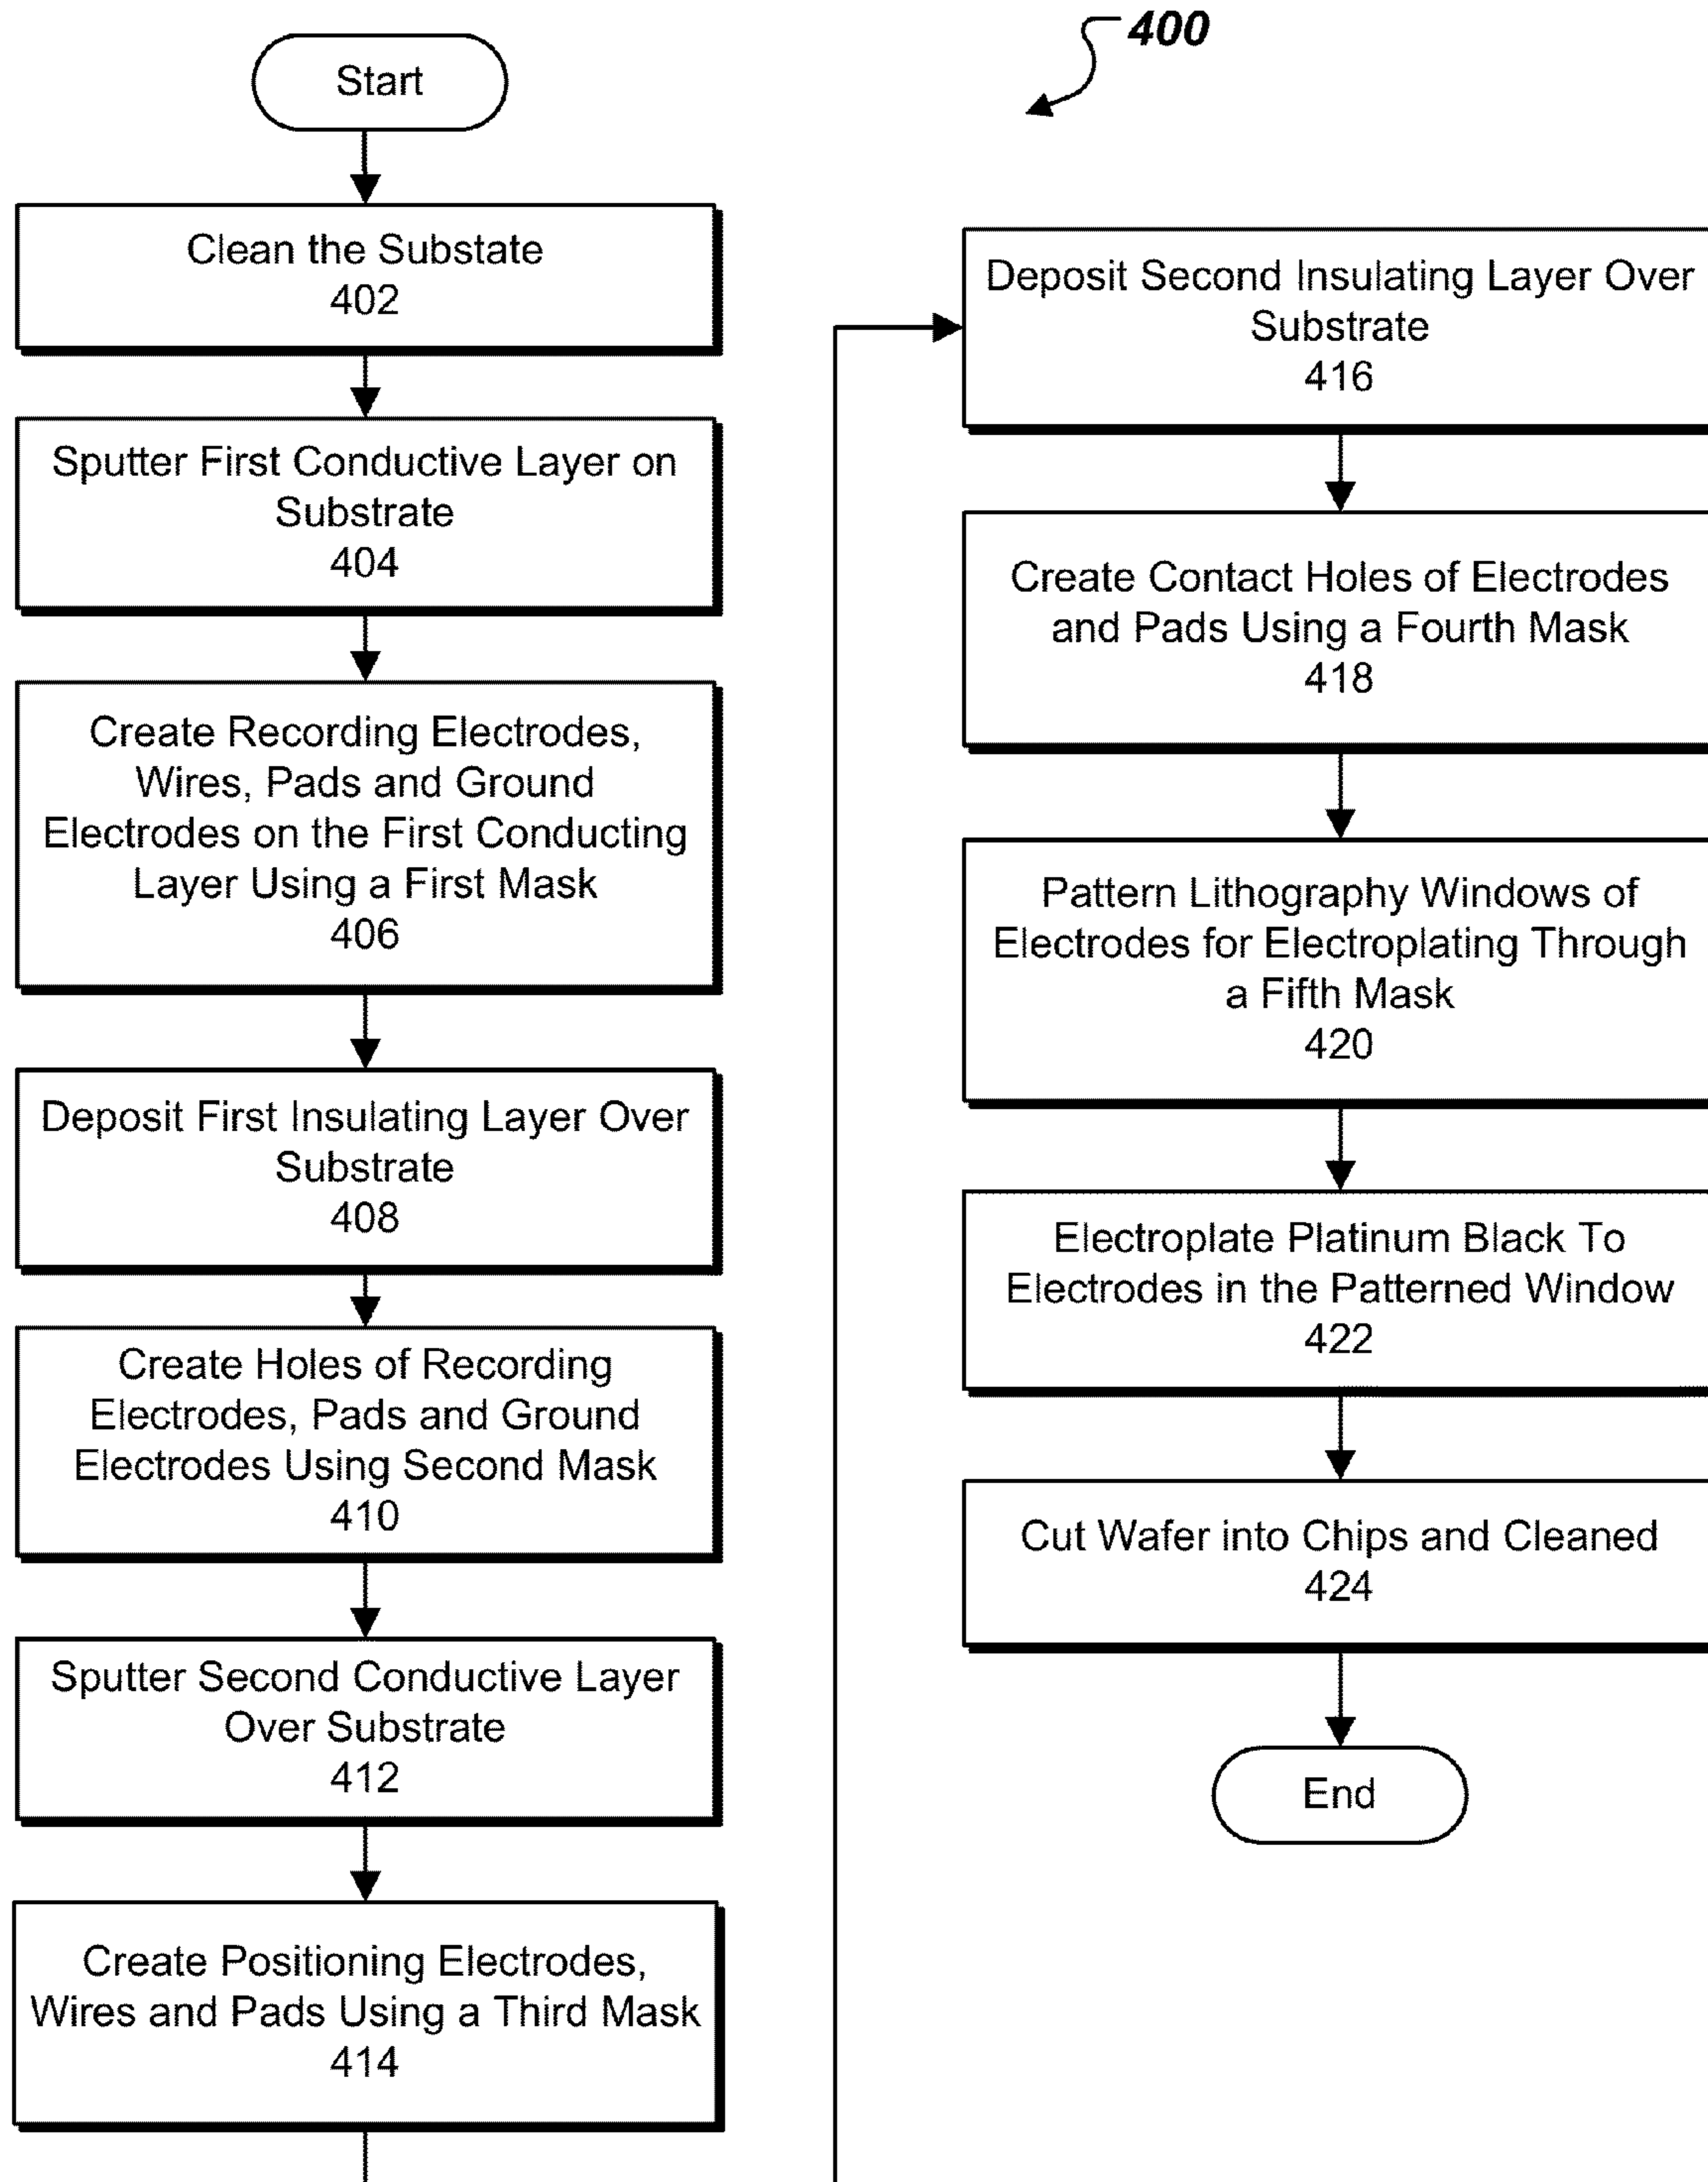 400
Start
Clean the Substate
402
Sputter First Conductive Layer on
Substrate
404
Create Recording Electrodes,
Wires, Pads and Ground
Electrodes on the First Conducting
Layer Using a First Mask
406
Deposit First Insulating Layer Over
Substrate
408
Create Holes of Recording
Electrodes, Pads and Ground
Electrodes Using Second Mask
410
Sputter Second Conductive Layer
Over Substrate
412
Create Positioning Electrodes,
Wires and Pads Using a Third Mask
414
Deposit Second Insulating Layer Over
Substrate
416
Create Contact Holes of Electrodes
and Pads Using a Fourth Mask
418
Pattern Lithography Windows of
Electrodes for Electroplating Through
a Fifth Mask
420
Electroplate Platinum Black To
Electrodes in the Patterned Window
422
Cut Wafer into Chips and Cleaned
424
End